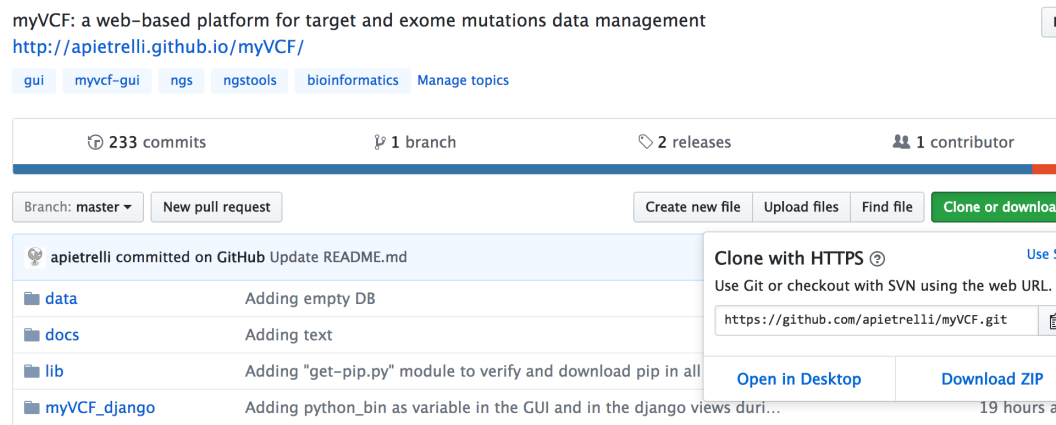 myVCF: a web-based platform for target and exome mutations data management
http://apietrelli.github.io/myVCF/
gui myvcf-gui ngs ngstools bioinformatics Manage topics
233 commits 1 branch 2 releases 1 contributor
Branch: master New pull request Create new file Upload files Find file Clone or downloa
apietrelli committed on GitHub Update README.md
Clone with HTTPS ? Use S
Use Git or checkout with SVN using the web URL.
data Adding empty DB
https://github.com/apietrelli/myVCF.git
docs Adding text
lib Adding "get-pip.py" module to verify and download pip in all
Open in Desktop Download ZIP
myVCF_django Adding python_bin as variable in the GUI and in the django views duri… 19 hours a